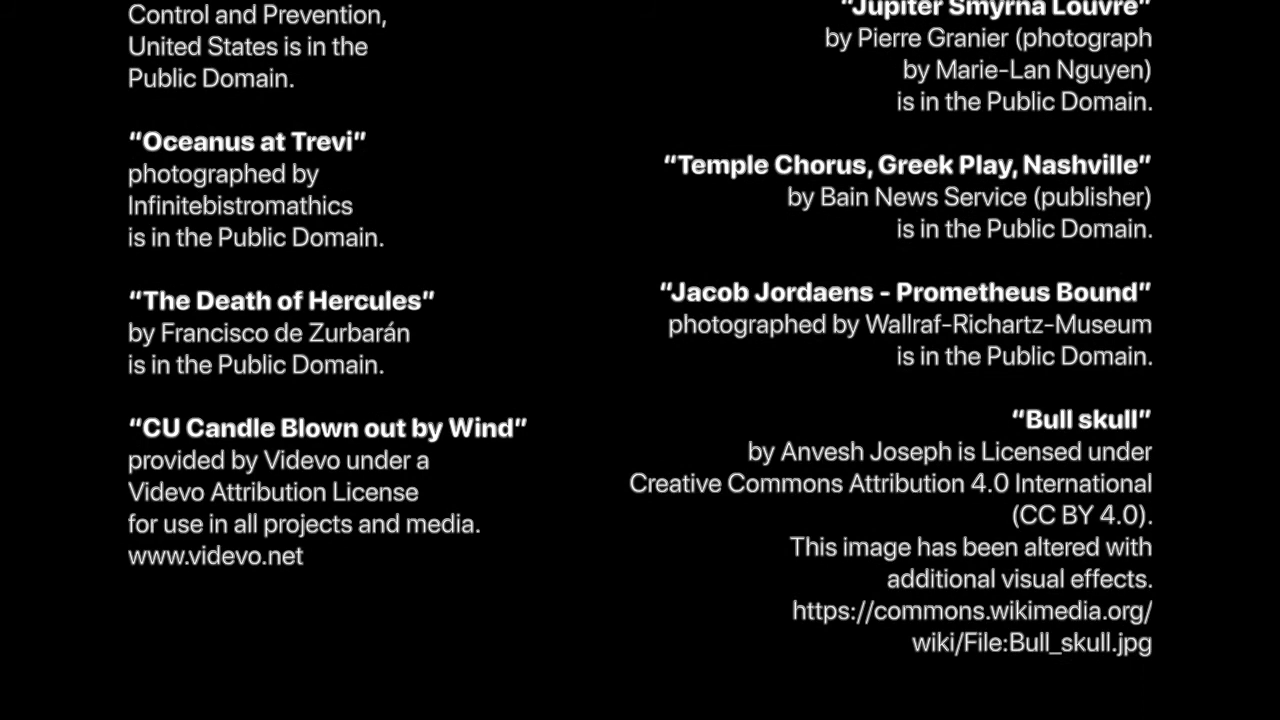 Control and Prevention,
United States is in the
Public Domain.
“Oceanus at Trevi”
photographed by
Infinitebistromathics
is in the Public Domain.
“The Death of Hercules”
by Francisco de Zurbarán
is in the Public Domain.
“CU Candle Blown out by Wind”
provided by Videvo under a
Videvo Attribution License
for use in all projects and media.
www.videvo.net
“Jupiter Smyrna Louvre”
by Pierre Granier (photograph
by Marie-Lan Nguyen)
is in the Public Domain.
“Temple Chorus, Greek Play, Nashville”
by Bain News Service (publisher)
is in the Public Domain.
“Jacob Jordaens - Prometheus Bound”
photographed by Wallraf-Richartz-Museum
is in the Public Domain.
“Bull skull”
by Anvesh Joseph is Licensed under
Creative Commons Attribution 4.0 International
(CC BY 4.0).
This image has been altered with
additional visual effects.
https://commons.wikimedia.org/
wiki/File:Bull_skull.jpg